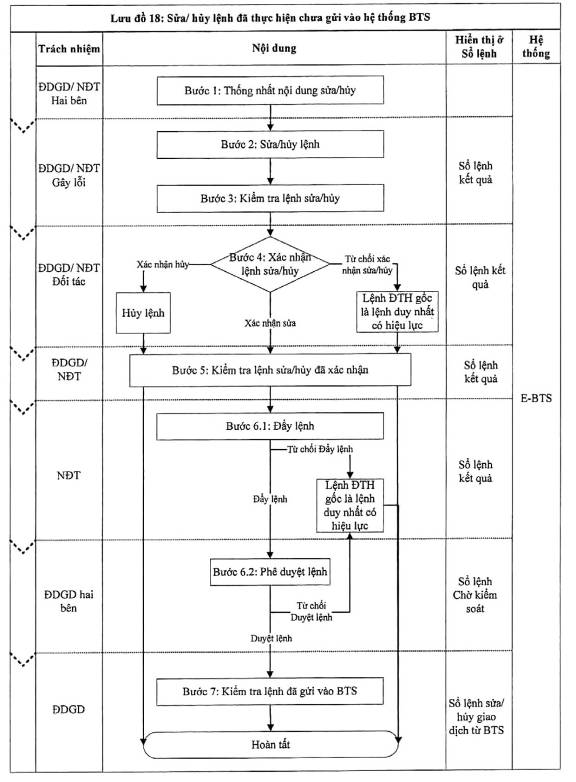 Lưu đồ 18: Sửa/ hủy lệnh đã thực hiện chưa gửi vào hệ thống BTS
Trách nhiệm
Nội dung
Hiển thị ở
Sổ lệnh
Hệ
thống
ĐDGD/ NĐT
Hai bên
Bước 1: Thống nhất nội dung sửa/hủy
ĐDGD/ NĐT
Gây lỗi
Bước 2: Sửa/hủy lệnh
Bước 3: Kiểm tra lệnh sửa/hủy
Sổ lệnh
kết quả
ĐDGD/ NĐT
Đối tác
Xác nhận hủy
Bước 4: Xác nhận
lệnh sửa/hủy
Từ chối xác
nhận sửa/hủy
Hủy lệnh
Xác nhận sửa
Lệnh ĐTH gốc
là lệnh duy nhất
có hiệu lực
Sổ lệnh kết
quả
ĐDGD/
NĐT
Bước 5: Kiểm tra lệnh sửa/hủy đã xác nhận
Sổ lệnh
kết quả
E-BTS
NĐT
Bước 6.1: Đẩy lệnh
Từ chối Đẩy lệnh
Đẩy lệnh
Lệnh ĐTH
gốc là lệnh
duy nhất có
hiệu lực
Sổ lệnh
kết quả
ĐDGD hai
bên
Bước 6.2: Phê duyệt lệnh
Từ chối
Duyệt lệnh
Duyệt lệnh
Sổ lệnh
Chờ kiểm
soát
ĐDGD
Bước 7: Kiểm tra lệnh đã gửi vào BTS
Hoàn tất
Sổ lệnh sửa/
hủy giao
dịch từ BTS